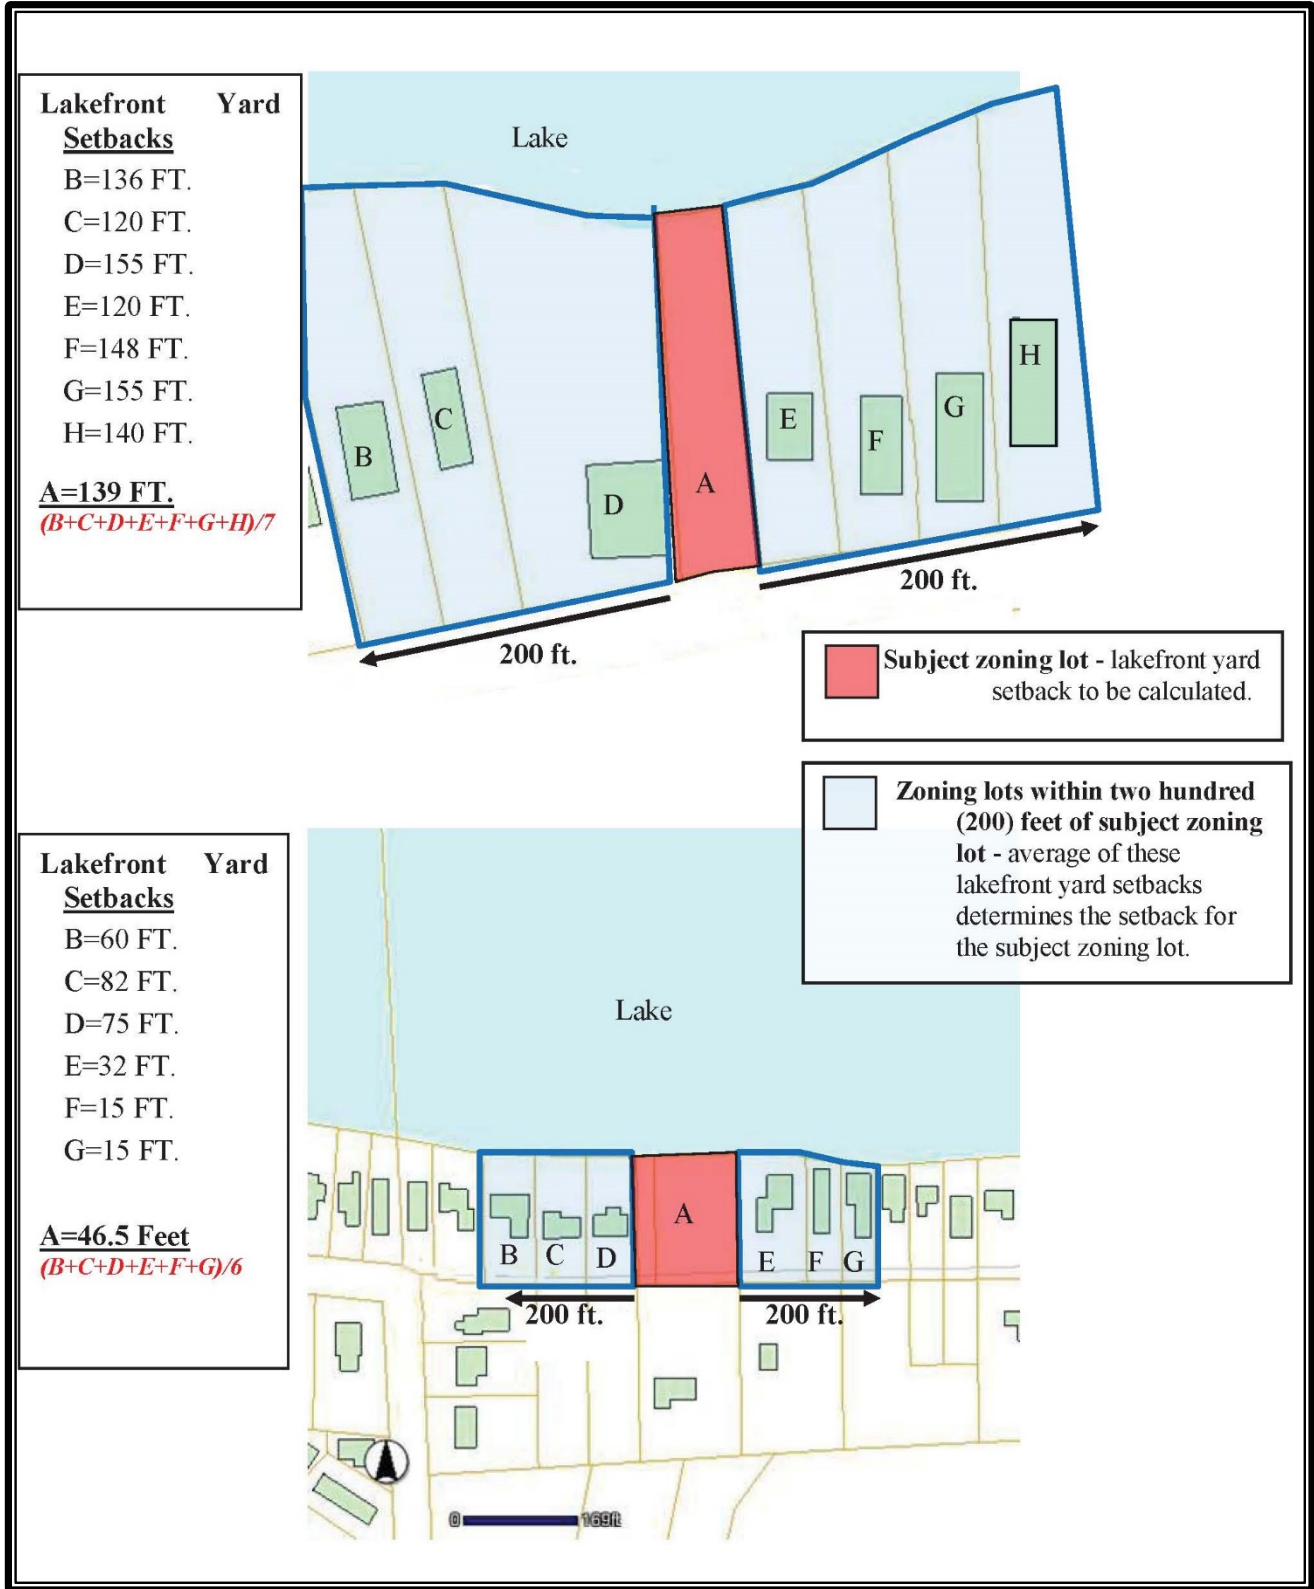 Lakefront Yard
Setbacks
B=136 FT.
C=120 FT.
D=155 FT.
E=120 FT.
F=148 FT.
G=155 FT.
H=140 FT.
A=139 FT.
(B+C+D+E+F+G+H)/7
Lake
B
C
D
A
E
F
G
H
200 ft.
200 ft.
Subject zoning lot - lakefront yard
setback to be calculated.
Zoning lots within two hundred
(200) feet of subject zoning
lot - average of these
lakefront yard setbacks
determines the setback for
the subject zoning lot.
Lakefront Yard
Setbacks
B=60 FT.
C=82 FT.
D=75 FT.
E=32 FT.
F=15 FT.
G=15 FT.
A=46.5 Feet
(B+C+D+E+F+G)/6
Lake
B
C
D
A
E
F
G
200 ft.
200 ft.
0 169ft